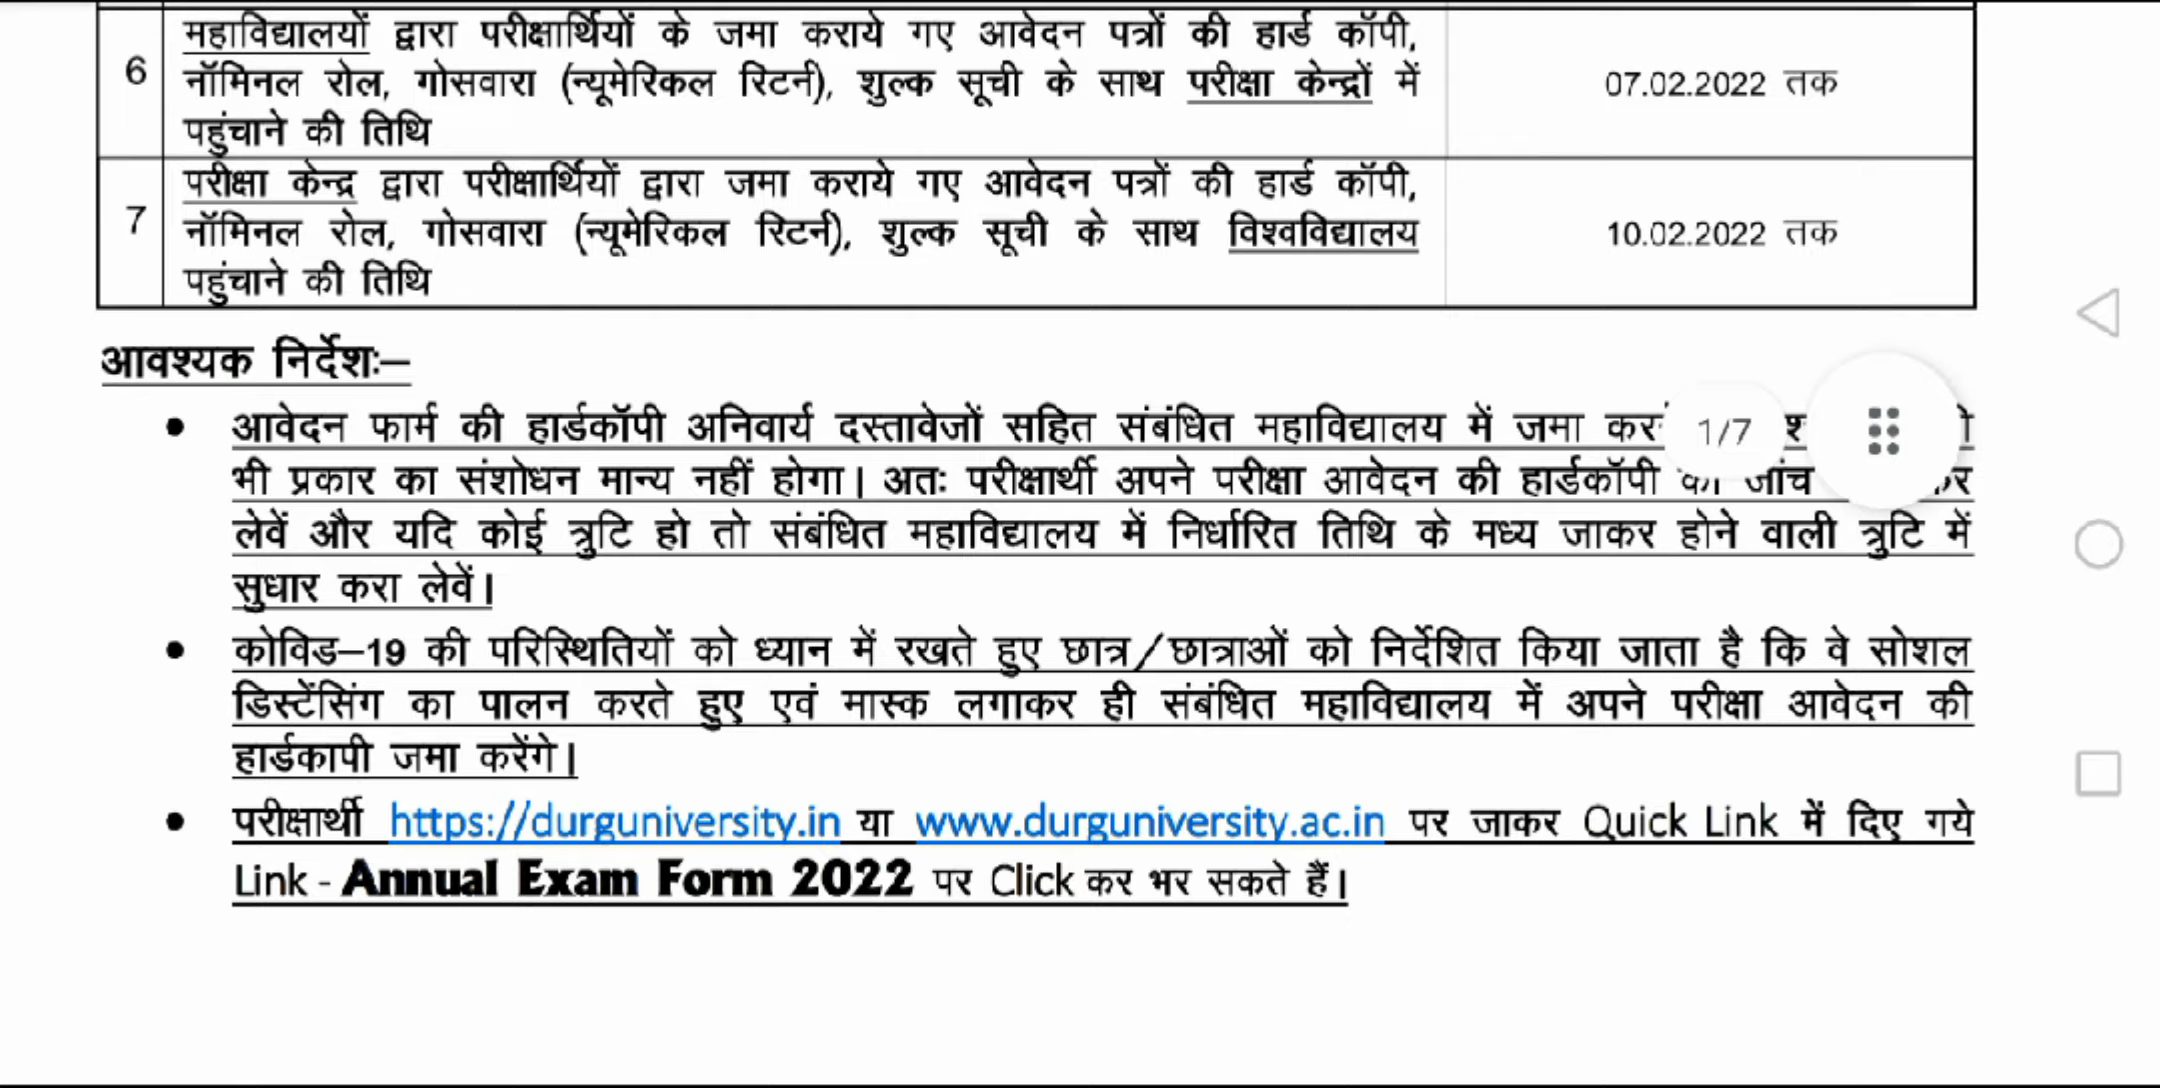 महाविद्यालयों द्वारा परीक्षार्थियों के जमा कराये गए आवेदन पत्रों की हार्ड कॉपी,
6 नॉमिनल रोल, गोसवारा (न्यूमेरिकल रिटर्न), शुल्क सूची के साथ परीक्षा केन्द्रों में 07.02.2022 तक
पहुंचाने की तिथि
परीक्षा केन्द्र द्वारा परीक्षार्थियों द्वारा जमा कराये गए आवेदन पत्रों की हार्ड कॉपी,
7 नॉमिनल रोल, गोसवारा (न्यूमेरिकल रिटर्न), शुल्क सूची के साथ विश्वविद्यालय 10.02.2022 तक
पहुंचाने की तिथि
आवश्यक निर्देशः–
• आवेदन फार्म की हार्डकॉपी अनिवार्य दस्तावेजों सहित संबंधित महाविद्यालय में जमा 1/7
भी प्रकार का संशोधन मान्य नहीं होगा। अतः परीक्षार्थी अपने परीक्षा आवेदन की हार्डकॉपी की जांच
लेवें और यदि कोई त्रुटि हो तो संबंधित महाविद्यालय में निर्धारित तिथि के मध्य जाकर होने वाली त्रुटि में
सुधार करा लेवें।
• कोविड–19 की परिस्थितियों को ध्यान में रखते हुए छात्र/छात्राओं को निर्देशित किया जाता है कि वे सोशल
डिस्टेंसिंग का पालन करते हुए एवं मास्क लगाकर ही संबंधित महाविद्यालय में अपने परीक्षा आवेदन की
हार्डकापी जमा करेंगे।
• परीक्षार्थी https://durguniversity.in या www.durguniversity.ac.in पर जाकर Quick Link में दिए गये
Link - Annual Exam Form 2022 पर Click कर भर सकते हैं।